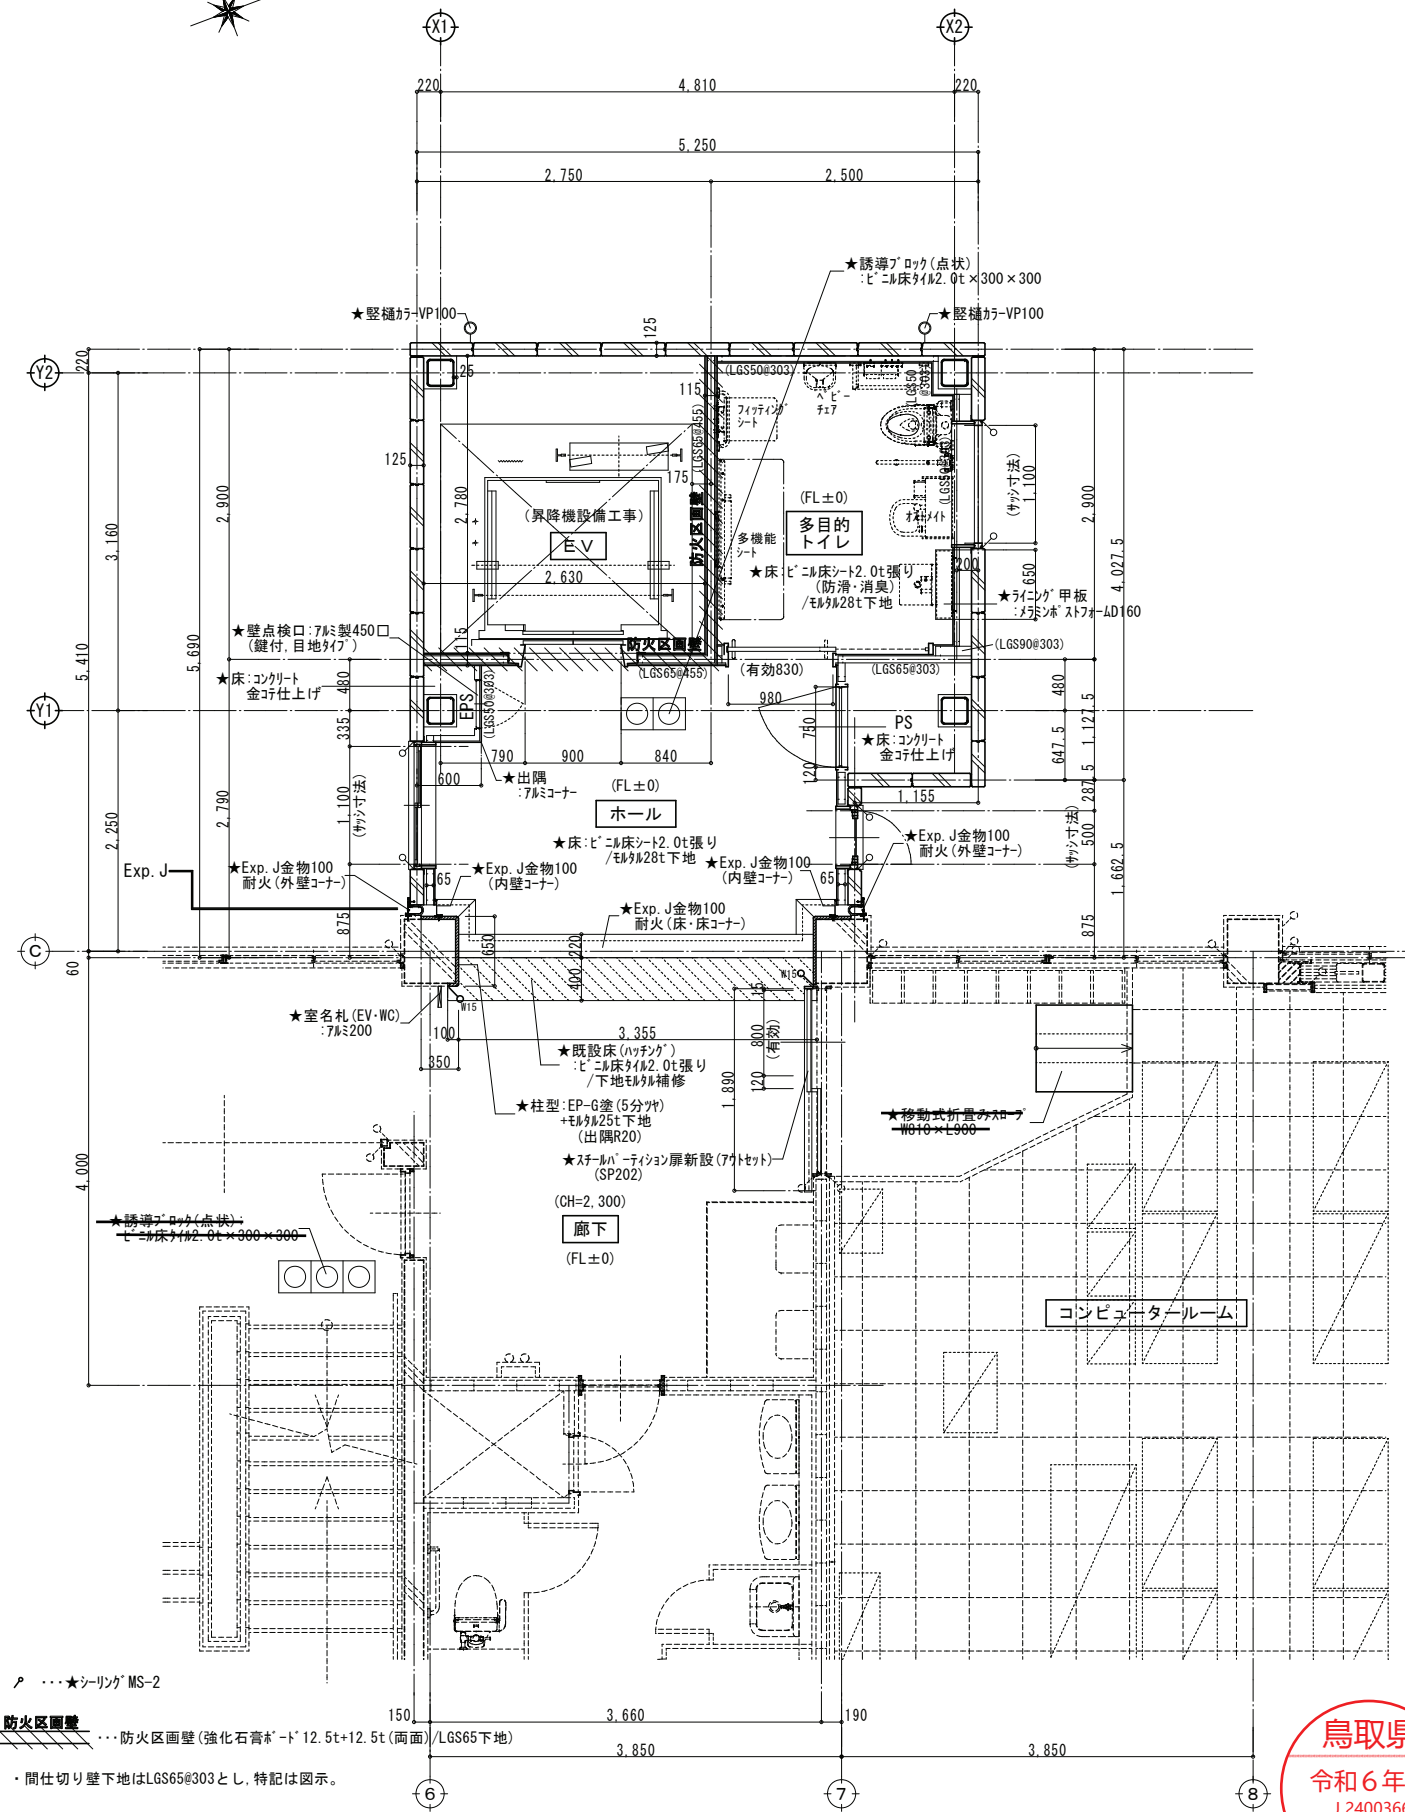 X1
X2
220
4,810
220
5,250
2,750
2,500
★誘導ブロック(点状)
:ビニル床タイル2.0t×300×300
★竪樋カラーVP100
★竪樋カラーVP100
125
220
Y2
25
115
(LGS50@303)
ベビー
チェア
(LGS50
@303)
フィッティング
シート
(LGS65@455)
125
175
2,780
2,900
3,160
(昇降機設備工事)
EV
2,630
防火区画壁
(FL±0)
多目的
トイレ
多機能
シート
オストメイト
★床:ビニル床シート2.0t張り
(防滑・消臭)
/モルタル28t下地
(サッシ寸法)
1,100
2,900
200
650
4,027.5
★ライニング甲板
:メラミンポストフォームD160
5,410
5,690
★壁点検口:アルミ製450□
(鍵付,目地タイプ)
115
防火区画壁
(LGS65@455)
(有効830)
(LGS65@303)
(LGS90@303)
★床:コンクリート
金コテ仕上げ
480
335
EPS
(LGS50@303)
980
750
480
Y1
PS
★床:コンクリート
金コテ仕上げ
647.5
1,127.5
790
900
840
120
600
★出隅
:アルミコーナー
(FL±0)
ホール
1,155
287.5
1,100
(サッシ寸法)
2,790
2,250
★床:ビニル床シート2.0t張り
/モルタル28t下地
500
(サッシ寸法)
1,662.5
Exp.J
★Exp.J金物100
耐火(外壁コーナー)
65
★Exp.J金物100
(内壁コーナー)
★Exp.J金物100
(内壁コーナー)
65
★Exp.J金物100
耐火(外壁コーナー)
875
★Exp.J金物100
耐火(床・床コーナー)
875
C
60
650
220
400
W15
W15
★室名札(EV・WC)
:アルミ200
100
350
3,355
15
800
(有効)
120
1,890
★既設床(ハッチング)
:ビニル床タイル2.0t張り
/下地モルタル補修
★柱型:EP-G塗(5分ツヤ)
+モルタル25t下地
(出隅R20)
★スチールパーティション扉新設(アウトセット)
(SP202)
★移動式折畳みスロープ
W810×L900
4,000
(CH=2,300)
廊下
(FL±0)
★誘導ブロック(点状):
ビニル床タイル2.0t×300×300
コンピュータールーム
・・・★シーリングMS-2
防火区画壁
・・・防火区画壁(強化石膏ボード12.5t+12.5t(両面)/LGS65下地)
・間仕切り壁下地はLGS65@303とし,特記は図示。
150
3,660
190
3,850
3,850
6
7
8
鳥取県
令和6年